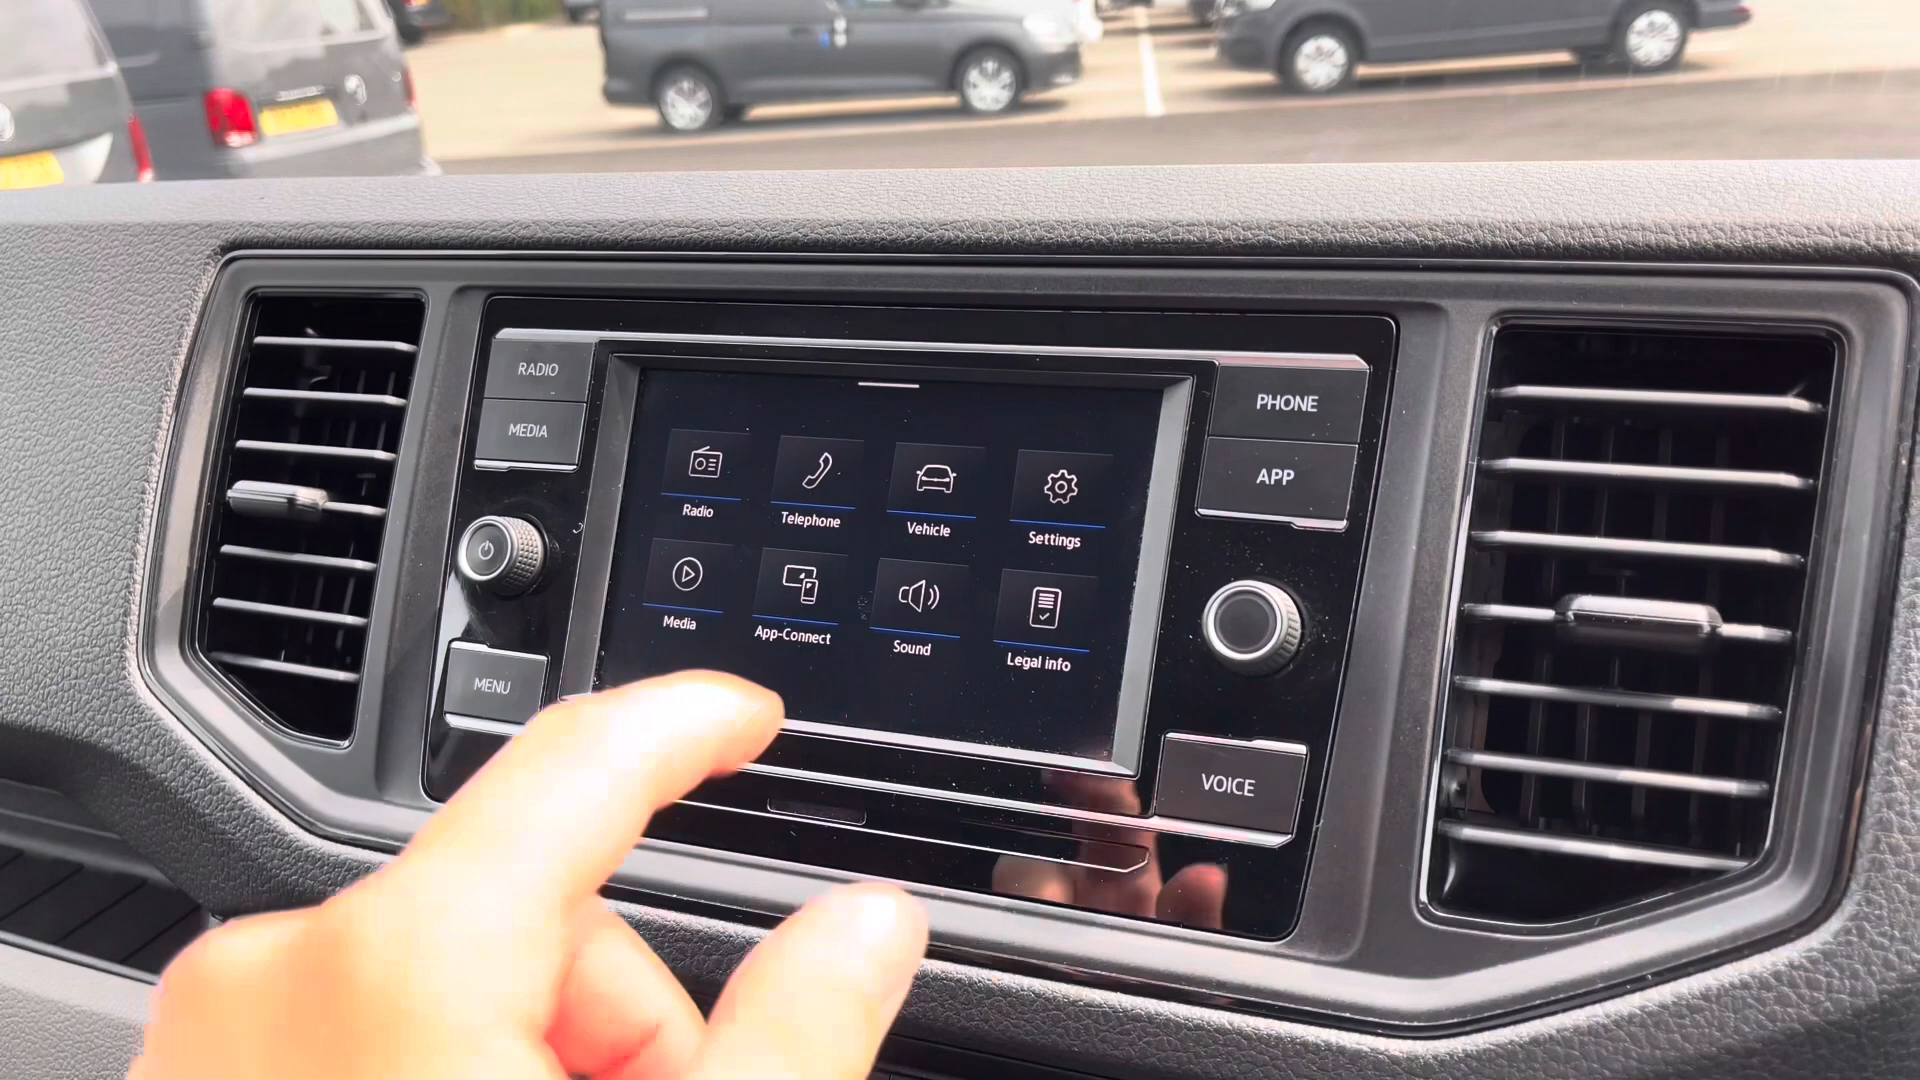 RADIO
MEDIA
MENU
Radio
Telephone
Vehicle
Settings
Media
App-Connect
Sound
Legal info
PHONE
APP
VOICE